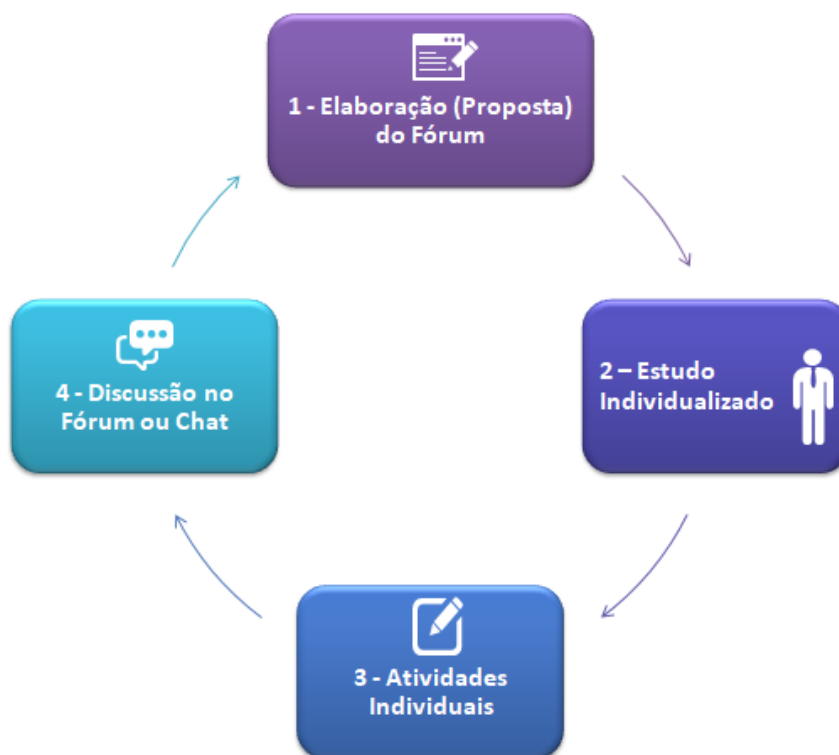 1 - Elaboração (Proposta)
do Fórum
2 – Estudo
Individualizado
3 - Atividades
Individuais
4 - Discussão no
Fórum ou Chat